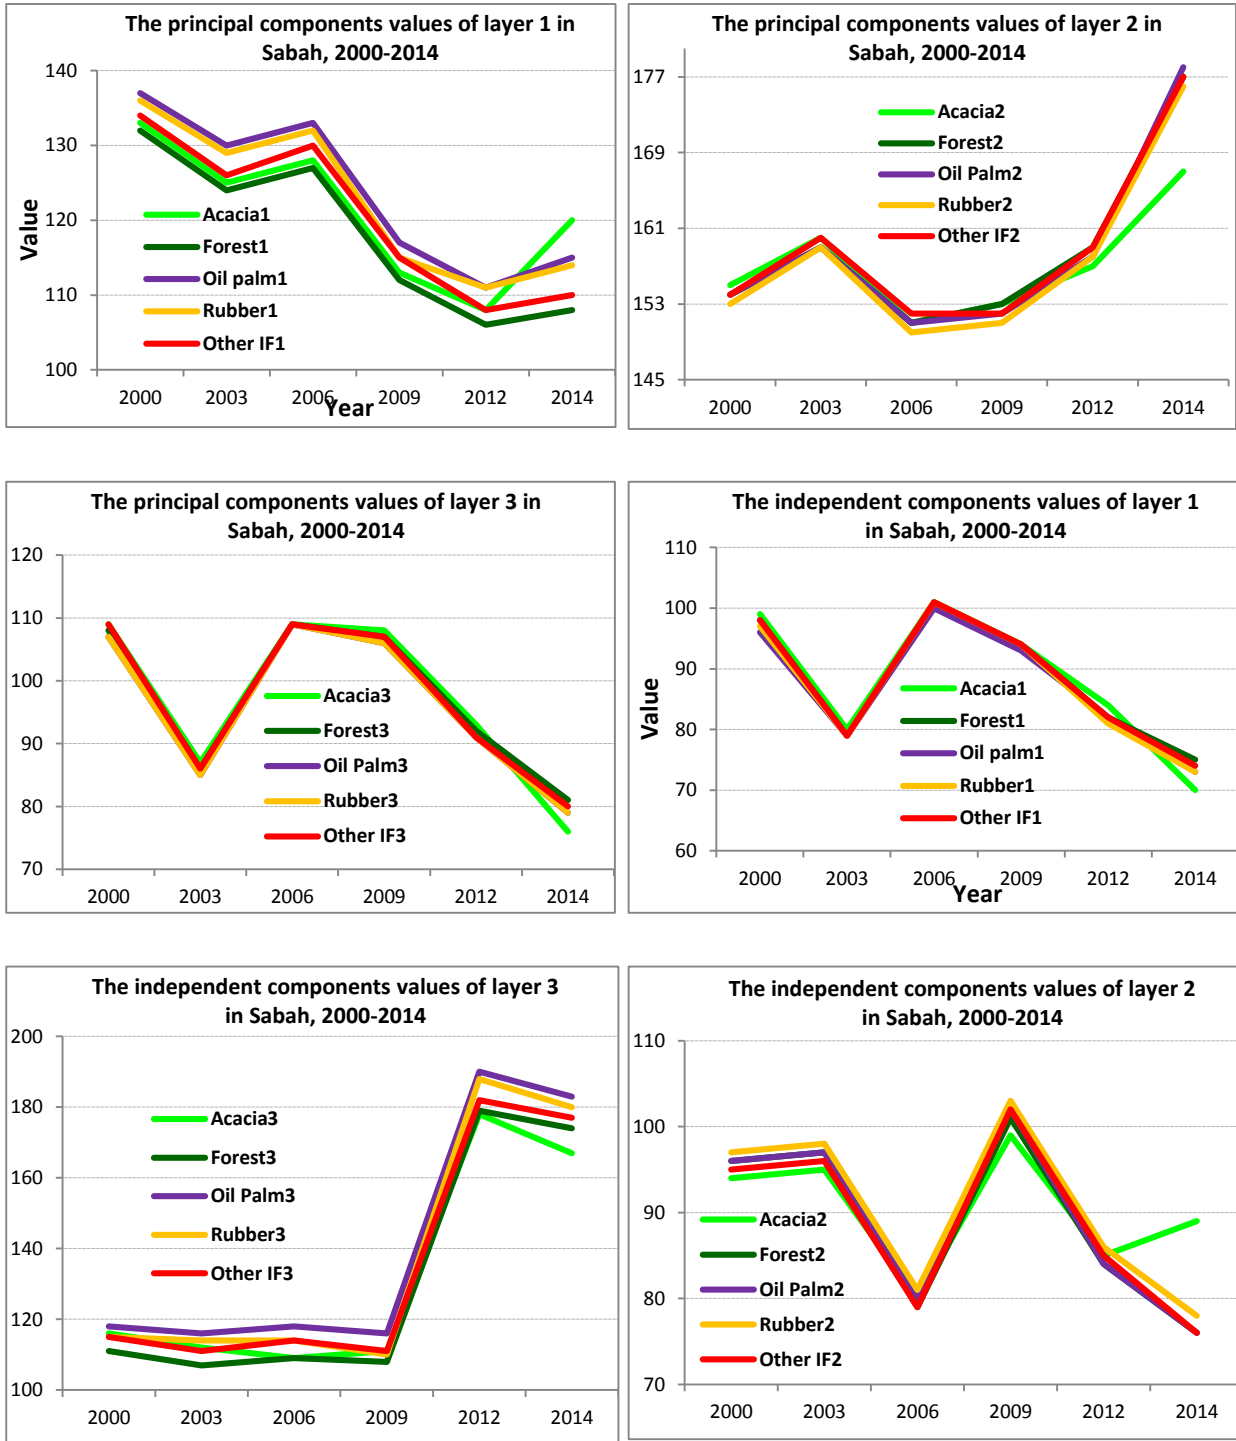 The principal components values of layer 1 in
Sabah, 2000-2014
140
130
120
110
100
Value
Acacia1
Forest1
Oil palm1
Rubber1
Other IF1
2000 2003 2006 2009 2012 2014
Year
The principal components values of layer 2 in
Sabah, 2000-2014
177
169
161
153
145
Acacia2
Forest2
Oil Palm2
Rubber2
Other IF2
2000 2003 2006 2009 2012 2014
The principal components values of layer 3 in
Sabah, 2000-2014
120
110
100
90
80
70
Acacia3
Forest3
Oil Palm3
Rubber3
Other IF3
2000 2003 2006 2009 2012 2014
The independent components values of layer 1
in Sabah, 2000-2014
110
100
90
80
70
60
Value
Acacia1
Forest1
Oil palm1
Rubber1
Other IF1
2000 2003 2006 2009 2012 2014
Year
The independent components values of layer 3
in Sabah, 2000-2014
200
180
160
140
120
100
Acacia3
Forest3
Oil Palm3
Rubber3
Other IF3
2000 2003 2006 2009 2012 2014
The independent components values of layer 2
in Sabah, 2000-2014
110
100
90
80
70
Acacia2
Forest2
Oil Palm2
Rubber2
Other IF2
2000 2003 2006 2009 2012 2014